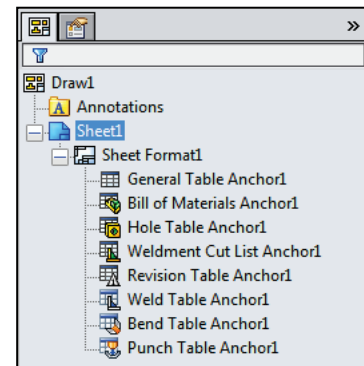 »
Draw1
Annotations
Sheet1
Sheet Format1
General Table Anchor1
Bill of Materials Anchor1
Hole Table Anchor1
Weldment Cut List Anchor1
Revision Table Anchor1
Weld Table Anchor1
Bend Table Anchor1
Punch Table Anchor1